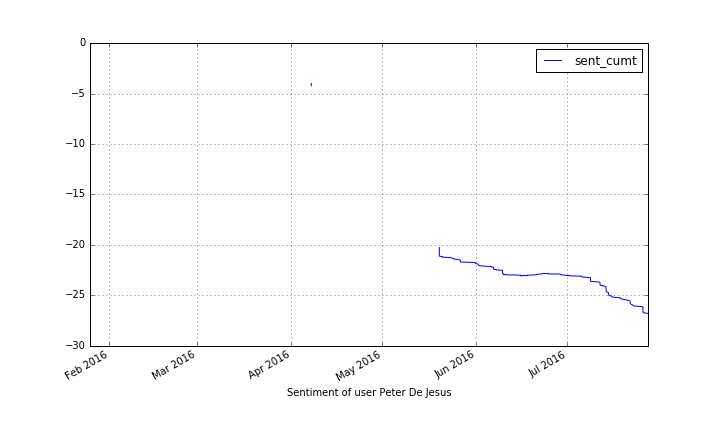 0
−5
−10
−15
−20
−25
−30
sent_cumt
Feb 2016
Mar 2016
Apr 2016
May 2016
Jun 2016
Jul 2016
Sentiment of user Peter De Jesus